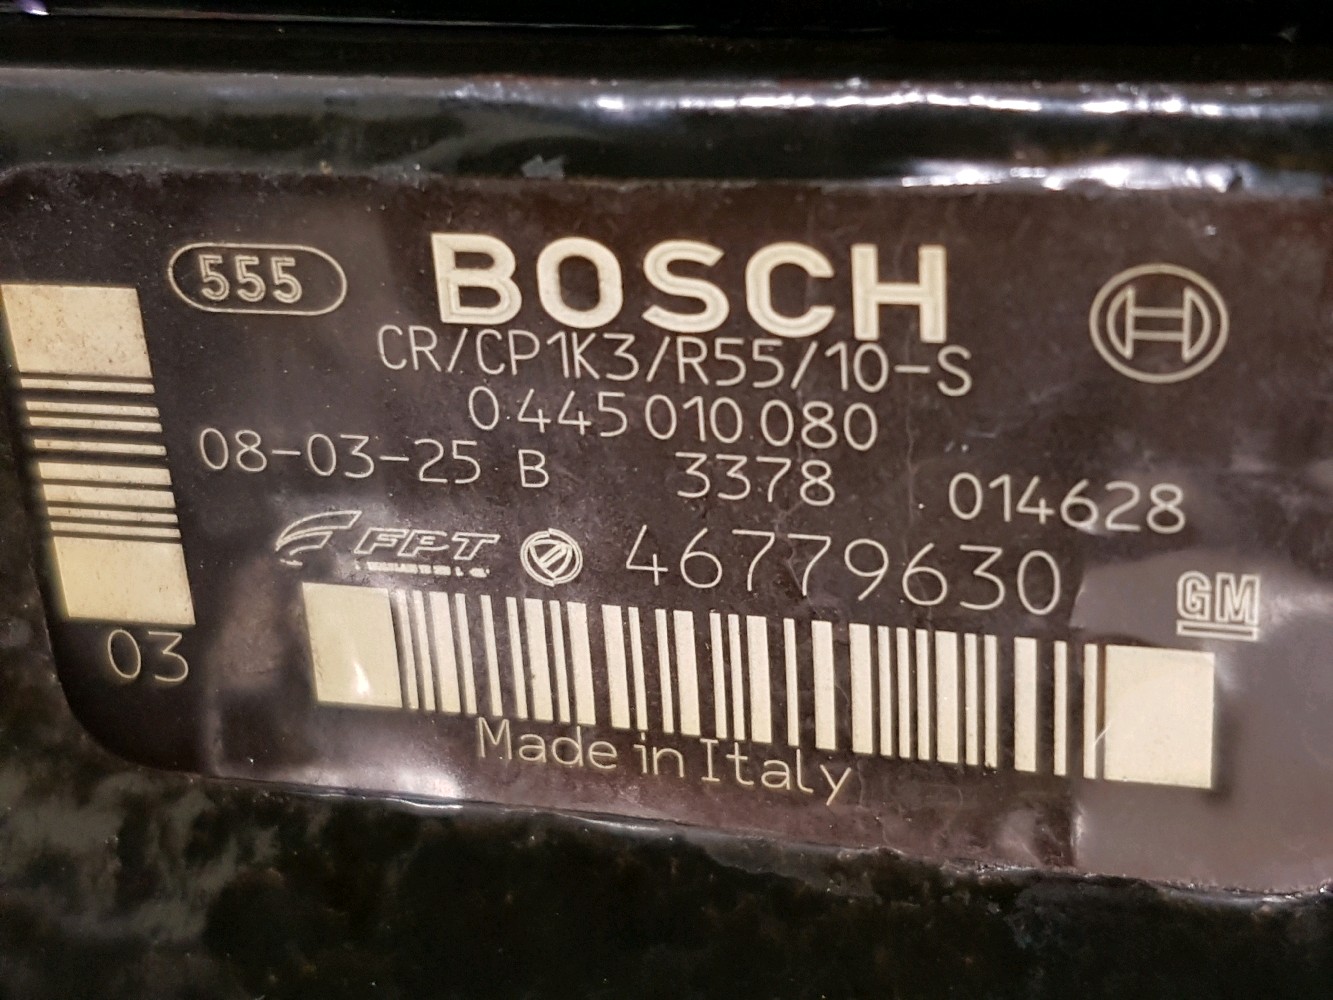 555
BOSCH
CR/CP1K3/R55/10-S
0 445 010 080
08-03-25 B 3378 014628
FPT 46779630
GM
03
Made in Italy